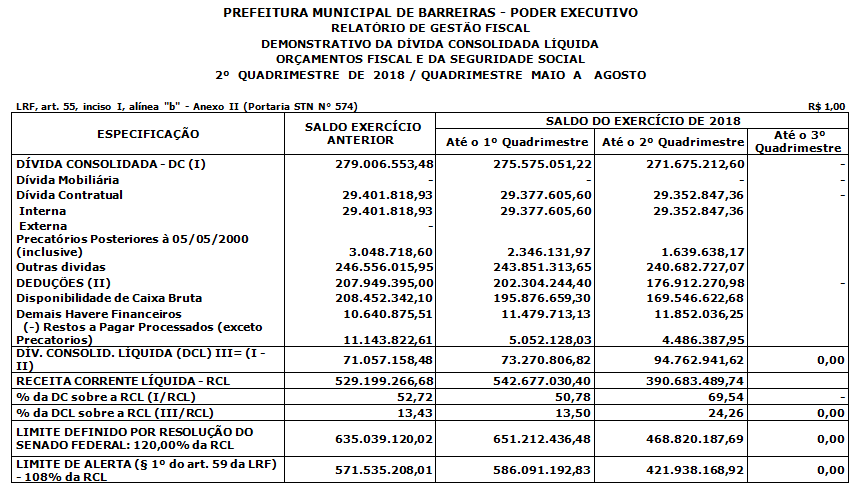 PREFEITURA MUNICIPAL DE BARREIRAS - PODER EXECUTIVO
RELATÓRIO DE GESTÃO FISCAL
DEMONSTRATIVO DA DÍVIDA CONSOLIDADA LÍQUIDA
ORÇAMENTOS FISCAL E DA SEGURIDADE SOCIAL
2º QUADRIMESTRE DE 2018 / QUADRIMESTRE MAIO A AGOSTO
LRF, art. 55, inciso I, alínea "b" - Anexo II (Portaria STN N° 574) R$ 1,00
ESPECIFICAÇÃO SALDO EXERCÍCIO ANTERIOR SALDO DO EXERCÍCIO DE 2018
Até o 1º Quadrimestre Até o 2º Quadrimestre Até o 3º Quadrimestre
DÍVIDA CONSOLIDADA - DC (I) 279.006.553,48 275.575.051,22 271.675.212,60 -
Dívida Mobiliária - - - -
Dívida Contratual 29.401.818,93 29.377.605,60 29.352.847,36 -
Interna 29.401.818,93 29.377.605,60 29.352.847,36
Externa -
Precatórios Posteriores à 05/05/2000
(inclusive) 3.048.718,60 2.346.131,97 1.639.638,17
Outras dividas 246.556.015,95 243.851.313,65 240.682.727,07
DEDUÇÕES (II) 207.949.395,00 202.304.244,40 176.912.270,98 -
Disponibilidade de Caixa Bruta 208.452.342,10 195.876.659,30 169.546.622,68
Demais Havere Financeiros 10.640.875,51 11.479.713,13 11.852.036,25
(-) Restos a Pagar Processados (exceto
Precatorios) 11.143.822,61 5.052.128,03 4.486.387,95
DÍV. CONSOLID. LÍQUIDA (DCL) III= (I -
II) 71.057.158,48 73.270.806,82 94.762.941,62 0,00
RECEITA CORRENTE LÍQUIDA - RCL 529.199.266,68 542.677.030,40 390.683.489,74
% da DC sobre a RCL (I/RCL) 52,72 50,78 69,54 -
% da DCL sobre a RCL (III/RCL) 13,43 13,50 24,26 0,00
LIMITE DEFINIDO POR RESOLUÇÃO DO
SENADO FEDERAL: 120,00% da RCL 635.039.120,02 651.212.436,48 468.820.187,69 0,00
LIMITE DE ALERTA (§ 1º do art. 59 da LRF)
- 108% da RCL 571.535.208,01 586.091.192,83 421.938.168,92 0,00